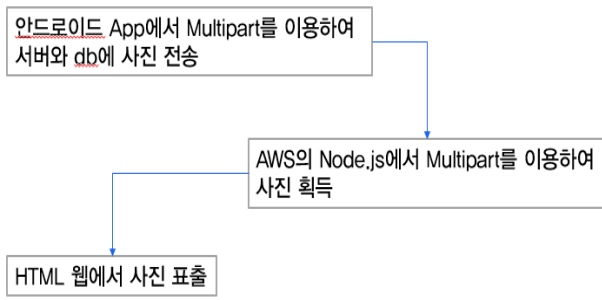 안드로이드 App에서 Multipart를 이용하여
서버와 db에 사진 전송
AWS의 Node.js에서 Multipart를 이용하여
사진 획득
HTML 웹에서 사진 표출